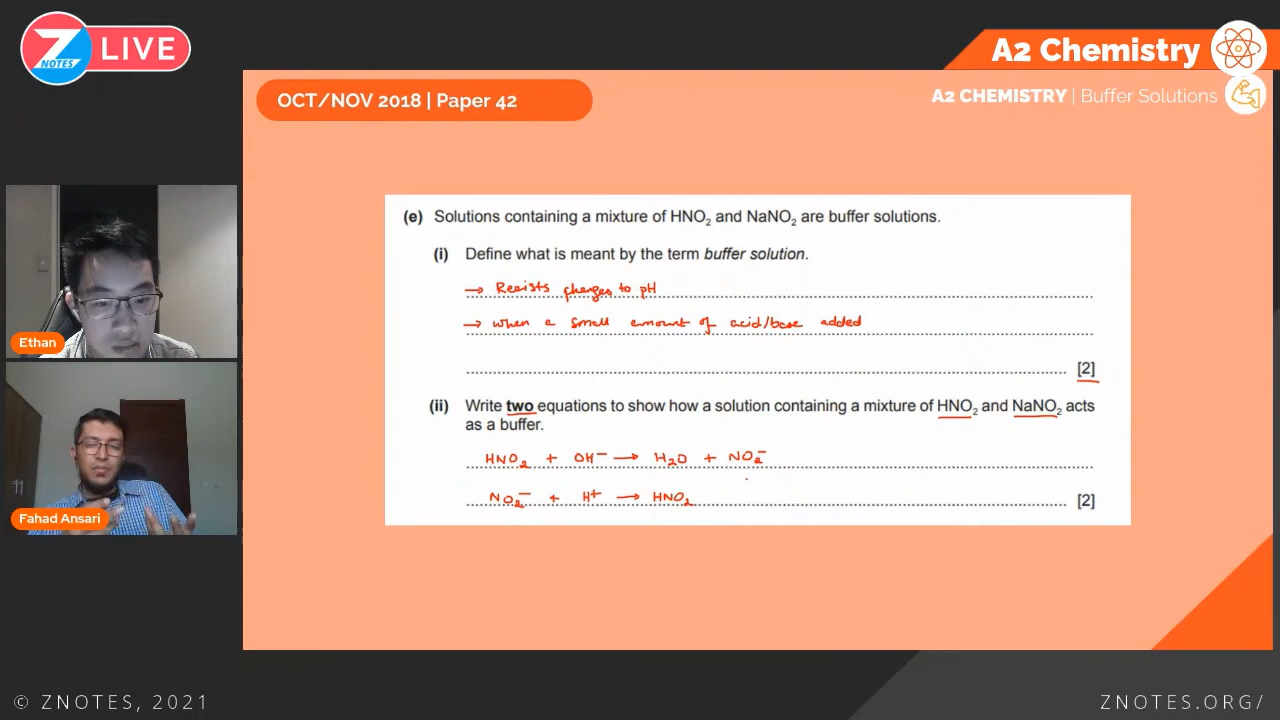 Z NOTES LIVE
A2 Chemistry
OCT/NOV 2018 | Paper 42
A2 CHEMISTRY | Buffer Solutions
(e) Solutions containing a mixture of HNO₂ and NaNO₂ are buffer solutions.
(i) Define what is meant by the term buffer solution.
→ Resists changes to pH
→ when a small amount of acid/base added
[2]
(ii) Write two equations to show how a solution containing a mixture of HNO₂ and NaNO₂ acts
as a buffer.
HNO₂ + OH⁻ → H₂O + NO₂⁻
NO₂⁻ + H⁺ → HNO₂ [2]
Ethan
Fahad Ansari
© ZNOTES, 2021
ZNOTES.ORG/